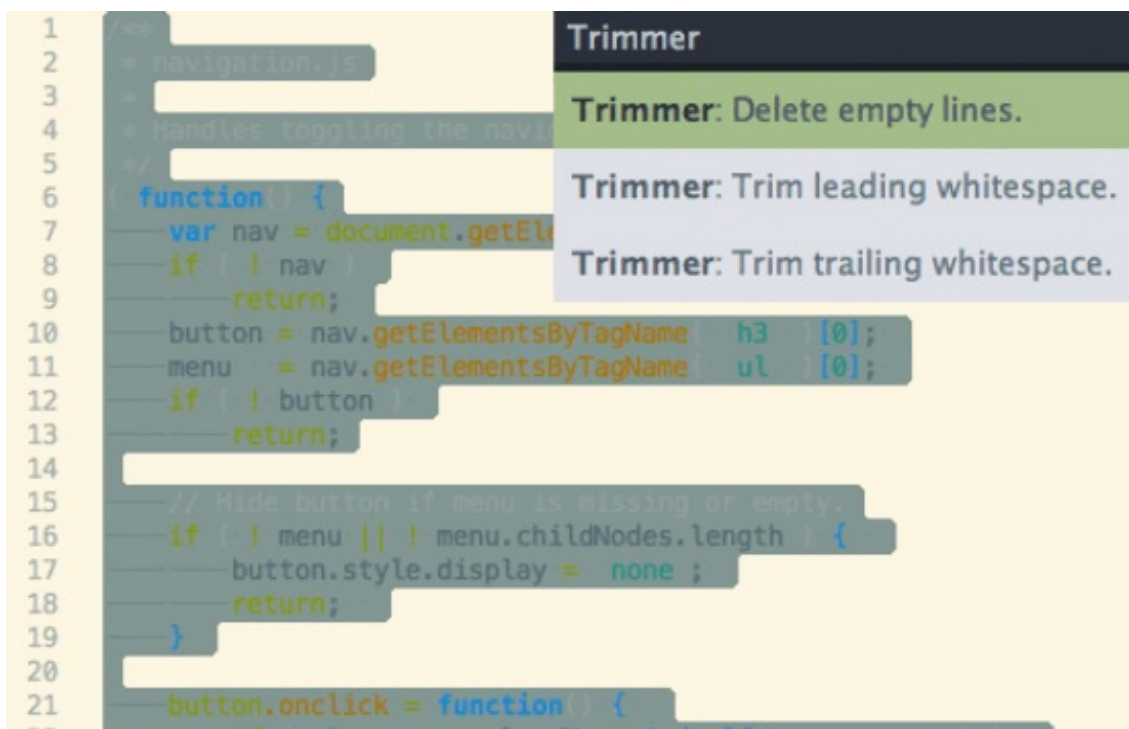 1 /**
2 * navigation.js
3 *
4 * Handles toggling the navig
5 */
6 ( function() {
7 var nav = document.getEle
8 if ( ! nav )
9 return;
10 button = nav.getElementsByTagName( h3 )[0];
11 menu = nav.getElementsByTagName( ul )[0];
12 if ( ! button )
13 return;
14
15 // Hide button if menu is missing or empty.
16 if ( ! menu || ! menu.childNodes.length ) {
17 button.style.display = none ;
18 return;
19 }
20
21 button.onclick = function() {
Trimmer
Trimmer: Delete empty lines.
Trimmer: Trim leading whitespace.
Trimmer: Trim trailing whitespace.